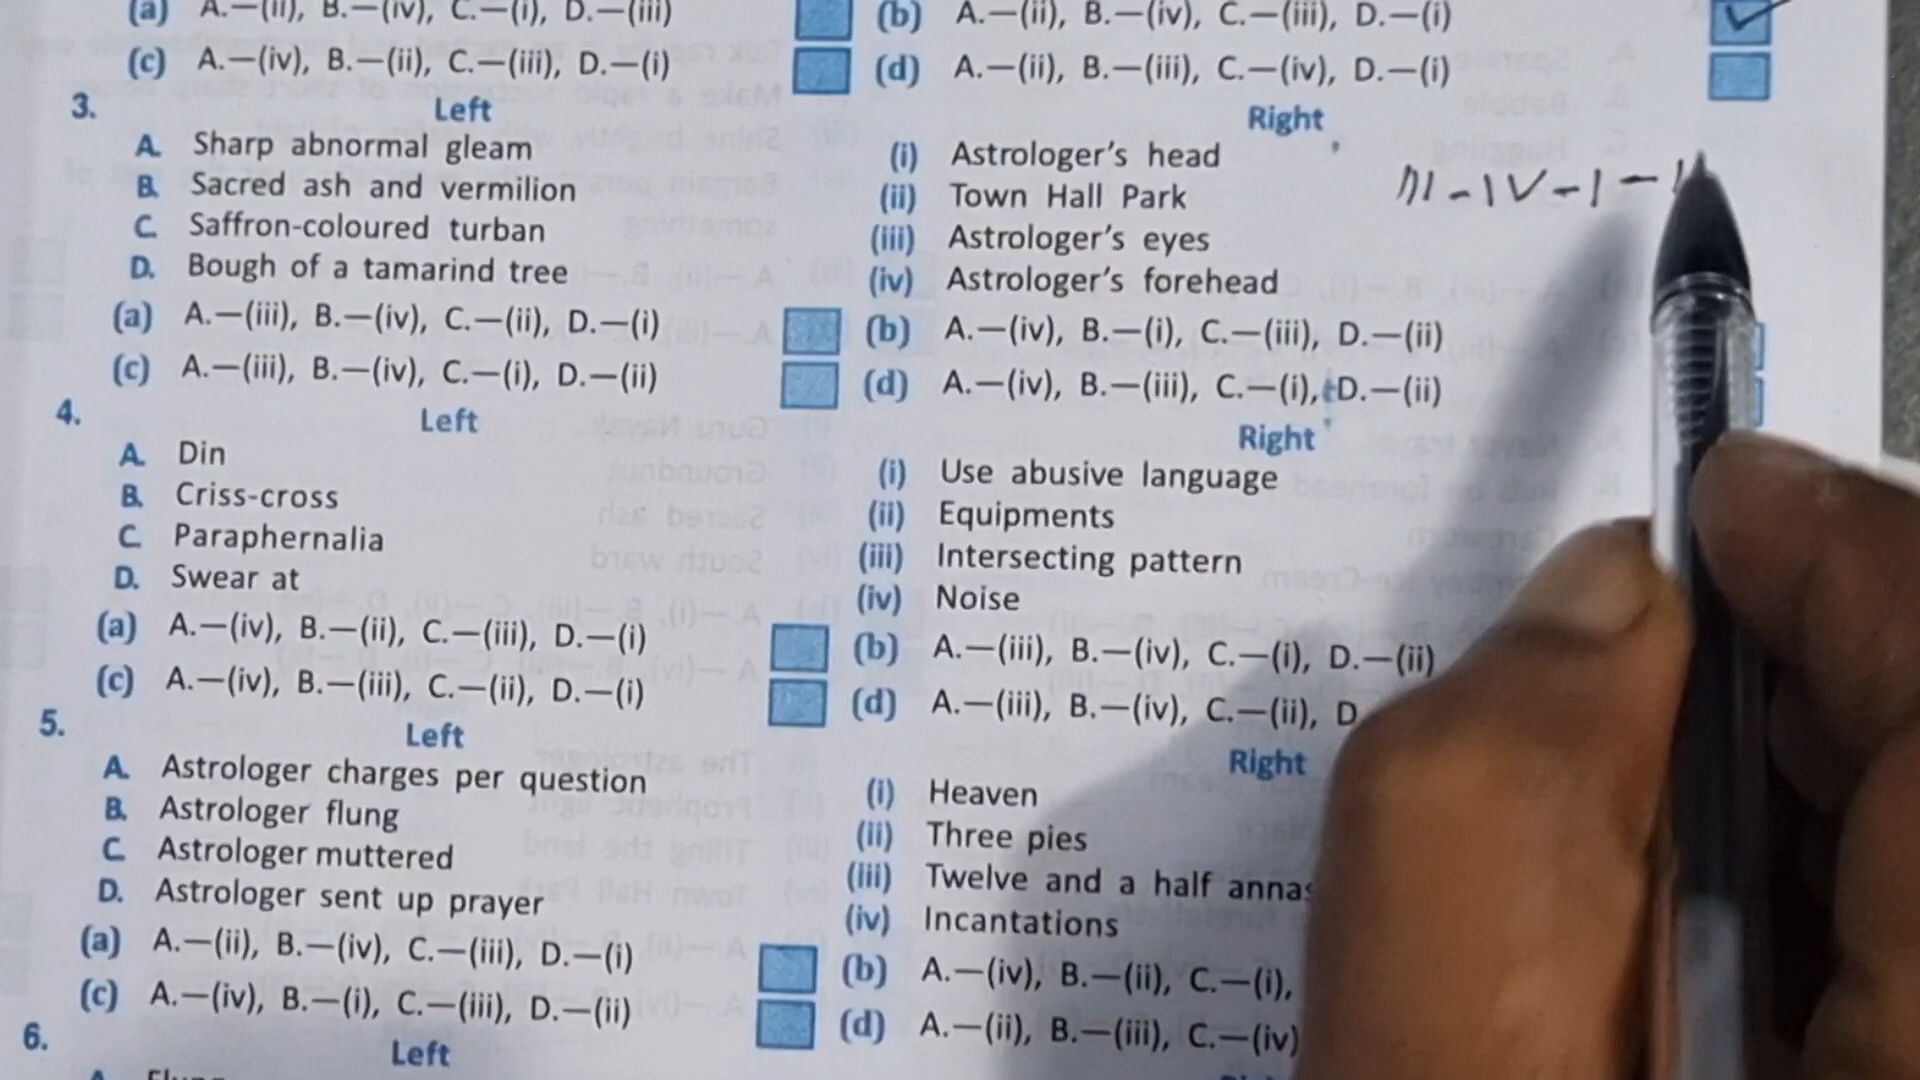 (a) A.—(ii), B.—(iv), C.—(i), D.—(iii) (b) A.—(ii), B.—(iv), C.—(iii), D.—(i)
(c) A.—(iv), B.—(ii), C.—(iii), D.—(i) (d) A.—(ii), B.—(iii), C.—(iv), D.—(i)
3. Left Right
A. Sharp abnormal gleam (i) Astrologer's head
B. Sacred ash and vermilion (ii) Town Hall Park
C. Saffron-coloured turban (iii) Astrologer's eyes
D. Bough of a tamarind tree (iv) Astrologer's forehead
III - IV - I -
(a) A.—(iii), B.—(iv), C.—(ii), D.—(i) (b) A.—(iv), B.—(i), C.—(iii), D.—(ii)
(c) A.—(iii), B.—(iv), C.—(i), D.—(ii) (d) A.—(iv), B.—(iii), C.—(i), D.—(ii)
4. Left Right
A. Din (i) Use abusive language
B. Criss-cross (ii) Equipments
C. Paraphernalia (iii) Intersecting pattern
D. Swear at (iv) Noise
(a) A.—(iv), B.—(ii), C.—(iii), D.—(i) (b) A.—(iii), B.—(iv), C.—(i), D.—(ii)
(c) A.—(iv), B.—(iii), C.—(ii), D.—(i) (d) A.—(iii), B.—(iv), C.—(ii), D
5. Left Right
A. Astrologer charges per question (i) Heaven
B. Astrologer flung (ii) Three pies
C. Astrologer muttered (iii) Twelve and a half annas
D. Astrologer sent up prayer (iv) Incantations
(a) A.—(ii), B.—(iv), C.—(iii), D.—(i) (b) A.—(iv), B.—(ii), C.—(i),
(c) A.—(iv), B.—(i), C.—(iii), D.—(ii) (d) A.—(ii), B.—(iii), C.—(iv)
6. Left